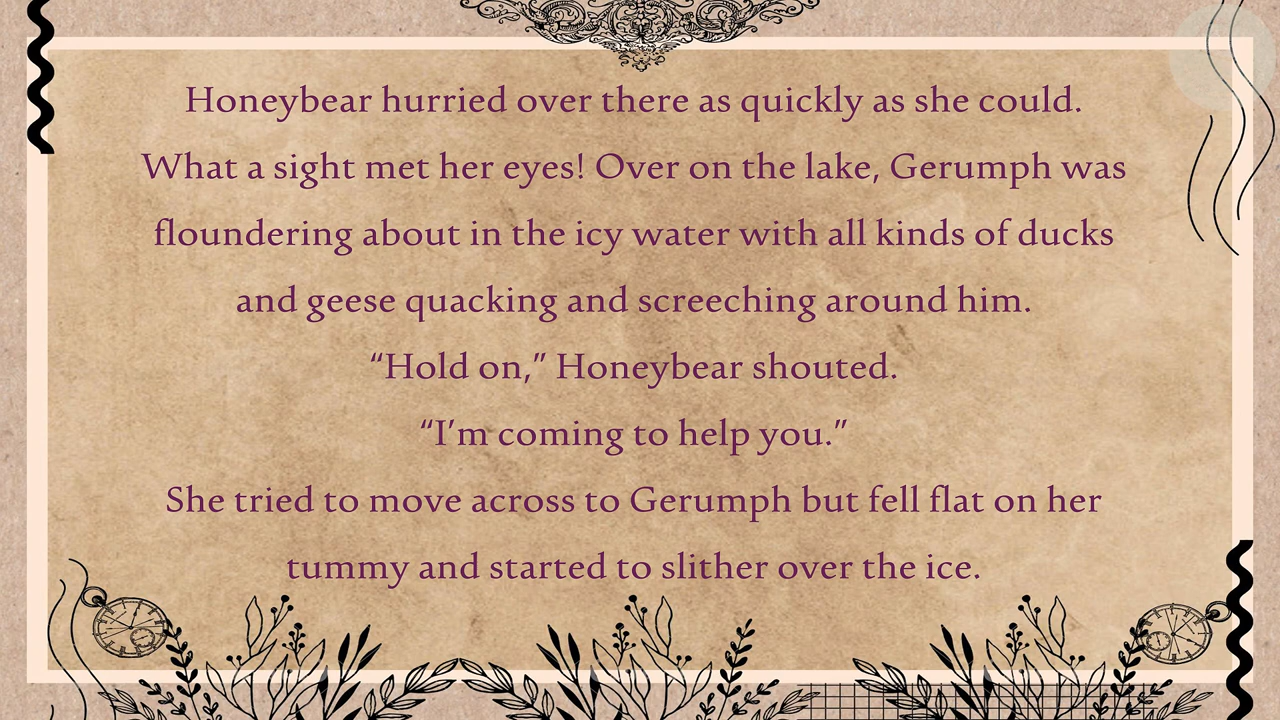 Honeybear hurried over there as quickly as she could.
What a sight met her eyes! Over on the lake, Gerumph was
floundering about in the icy water with all kinds of ducks
and geese quacking and screeching around him.
“Hold on,” Honeybear shouted.
“I’m coming to help you.”
She tried to move across to Gerumph but fell flat on her
tummy and started to slither over the ice.